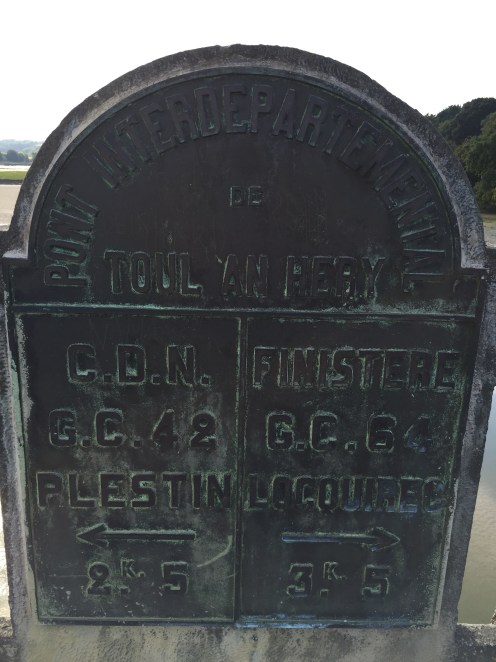 PONT INTERDEPARTEMENTAL
DE
TOUL AN HERY
C.D.N.
G.C.42
PLESTIN
2K. 5
FINISTERE
G.C.64
LOCQUIREC
3K. 5